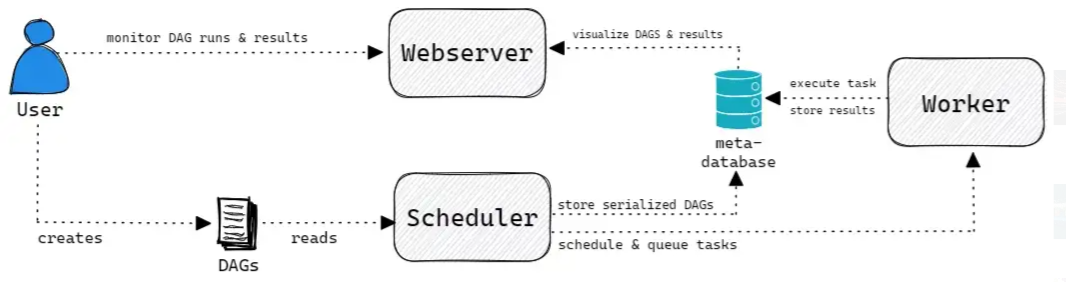 monitor DAG runs & results
Webserver
visualize DAGS & results
User
execute task
store results
Worker
meta-
database
creates
DAGs
reads
Scheduler
store serialized DAGs
schedule & queue tasks